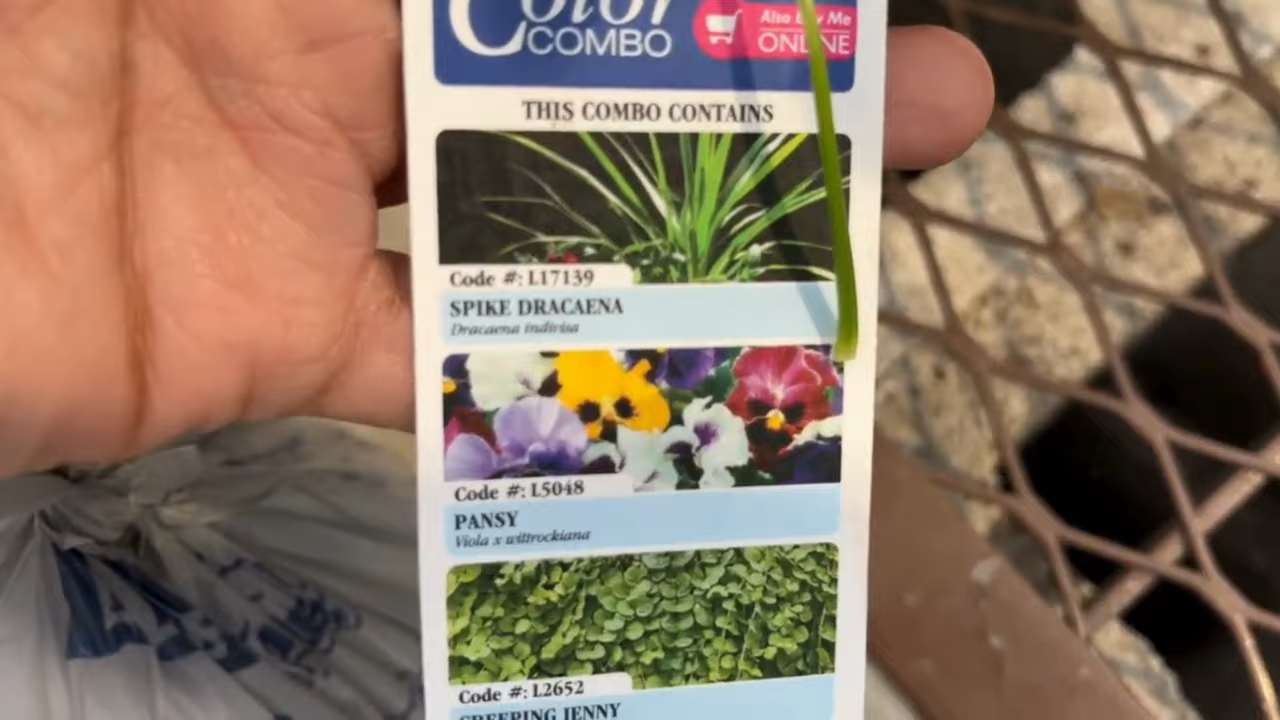 Color
COMBO
Also Buy Me
ONLINE
THIS COMBO CONTAINS
Code #: L17139
SPIKE DRACAENA
Dracaena indivisa
Code #: L5048
PANSY
Viola x wittrockiana
Code #: L2652
CREEPING JENNY